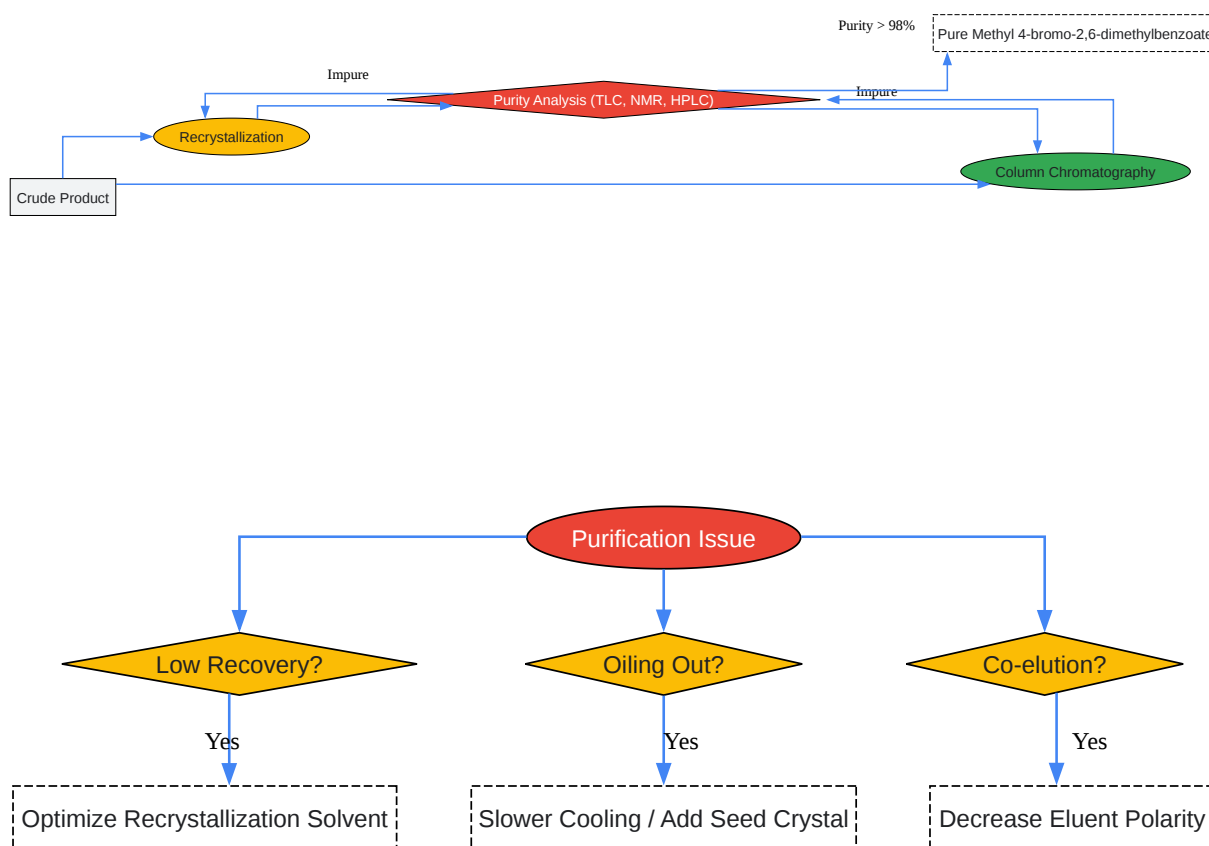 Purity > 98%
Pure Methyl 4-bromo-2,6-dimethylbenzoate
Impure
Purity Analysis (TLC, NMR, HPLC)
Impure
Recrystallization
Column Chromatography
Crude Product
Purification Issue
Low Recovery?
Oiling Out?
Co-elution?
Yes
Yes
Yes
Optimize Recrystallization Solvent
Slower Cooling / Add Seed Crystal
Decrease Eluent Polarity